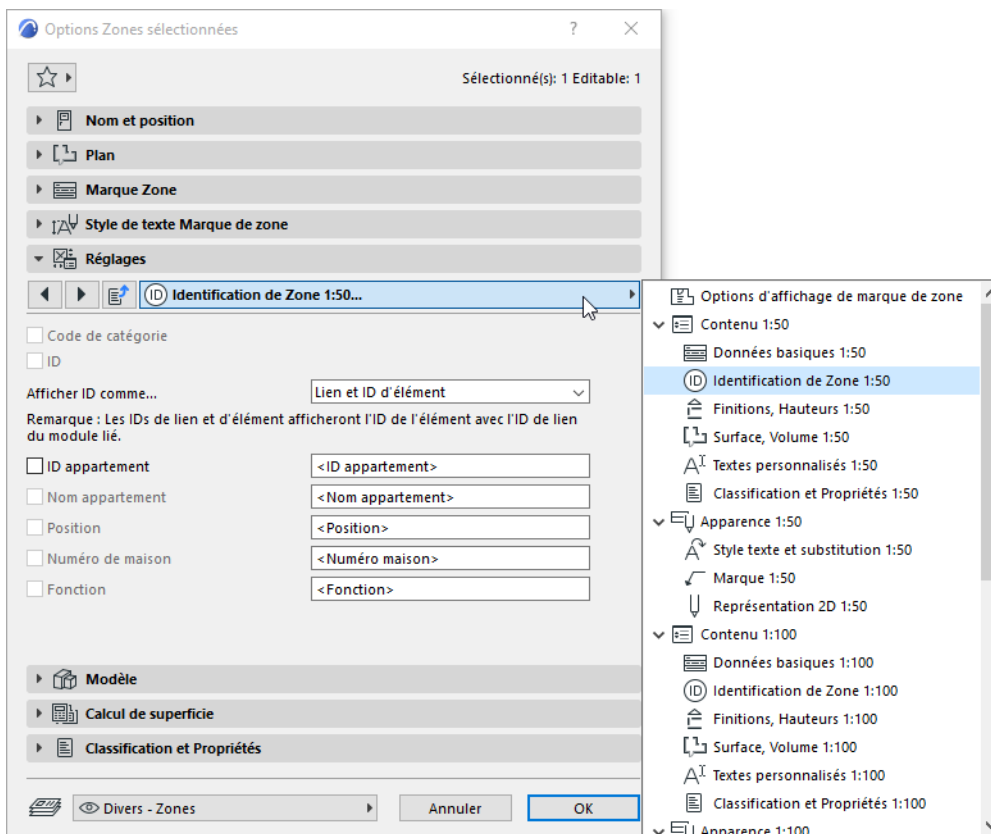 Options Zones sélectionnées
?
Sélectionné(s): 1 Editable: 1
Nom et position
Plan
Marque Zone
Style de texte Marque de zone
Réglages
ID Identification de Zone 1:50...
Code de catégorie
ID
Afficher ID comme...
Lien et ID d'élément
Remarque : Les IDs de lien et d'élément afficheront l'ID de l'élément avec l'ID de lien
du module lié.
ID appartement
<ID appartement>
Nom appartement
<Nom appartement>
Position
<Position>
Numéro de maison
<Numéro maison>
Fonction
<Fonction>
Modèle
Calcul de superficie
Classification et Propriétés
Divers - Zones
Annuler
OK
Options d'affichage de marque de zone
Contenu 1:50
Données basiques 1:50
ID Identification de Zone 1:50
Finitions, Hauteurs 1:50
Surface, Volume 1:50
Textes personnalisés 1:50
Classification et Propriétés 1:50
Apparence 1:50
Style texte et substitution 1:50
Marque 1:50
Représentation 2D 1:50
Contenu 1:100
Données basiques 1:100
ID Identification de Zone 1:100
Finitions, Hauteurs 1:100
Surface, Volume 1:100
Textes personnalisés 1:100
Classification et Propriétés 1:100
Apparence 1:100